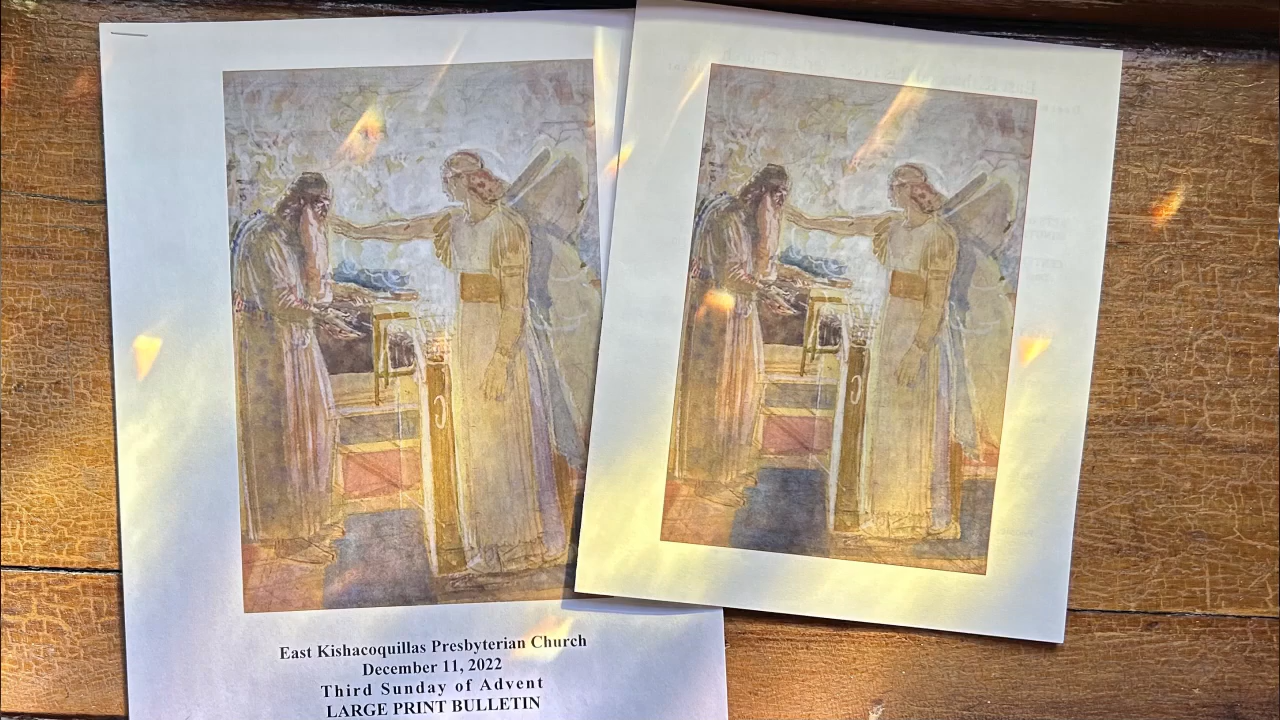 East Kishacoquillas Presbyterian Church
December 11, 2022
Third Sunday of Advent
LARGE PRINT BULLETIN